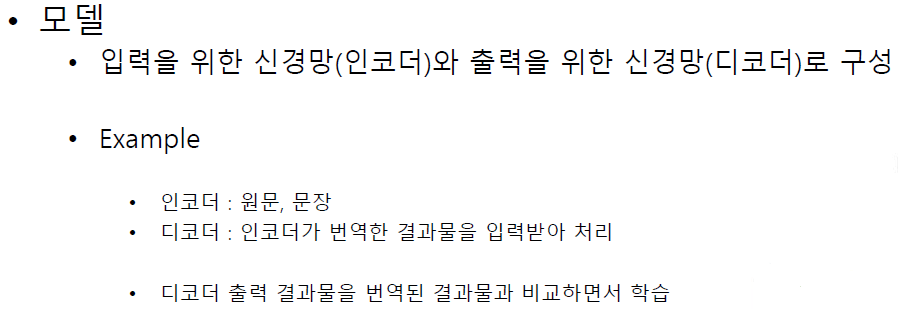 • 모델
• 입력을 위한 신경망(인코더)와 출력을 위한 신경망(디코더)로 구성
• Example
• 인코더 : 원문, 문장
• 디코더 : 인코더가 번역한 결과물을 입력받아 처리
• 디코더 출력 결과물을 번역된 결과물과 비교하면서 학습